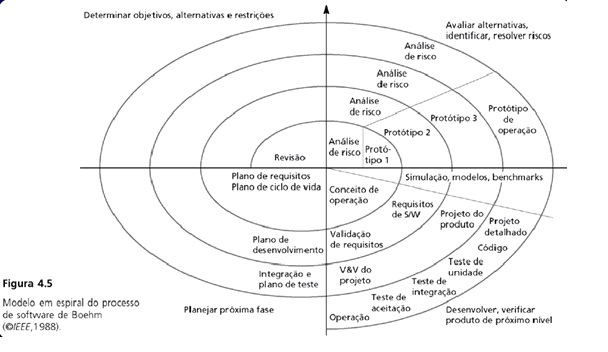 Determinar objetivos, alternativas e restrições
Avaliar alternativas,
identificar, resolver riscos
Análise
de risco
Análise
de risco
Análise
de risco
Análise
de risco
Protó-
tipo 1
Protótipo 2
Protótipo 3
Protótipo
de
operação
Revisão
Plano de requisitos
Plano de ciclo de vida
Simulação, modelos, benchmarks
Conceito de
operação
Requisitos
de S/W
Projeto do
produto
Projeto
detalhado
Código
Plano de
desenvolvimento
Validação
de requisitos
Teste de
unidade
Integração e
plano de teste
V&V do
projeto
Teste de
integração
Teste de
aceitação
Operação
Planejar próxima fase
Desenvolver, verificar
produto de próximo nível
Figura 4.5
Modelo em espiral do processo
de software de Boehm
(©IEEE,1988).